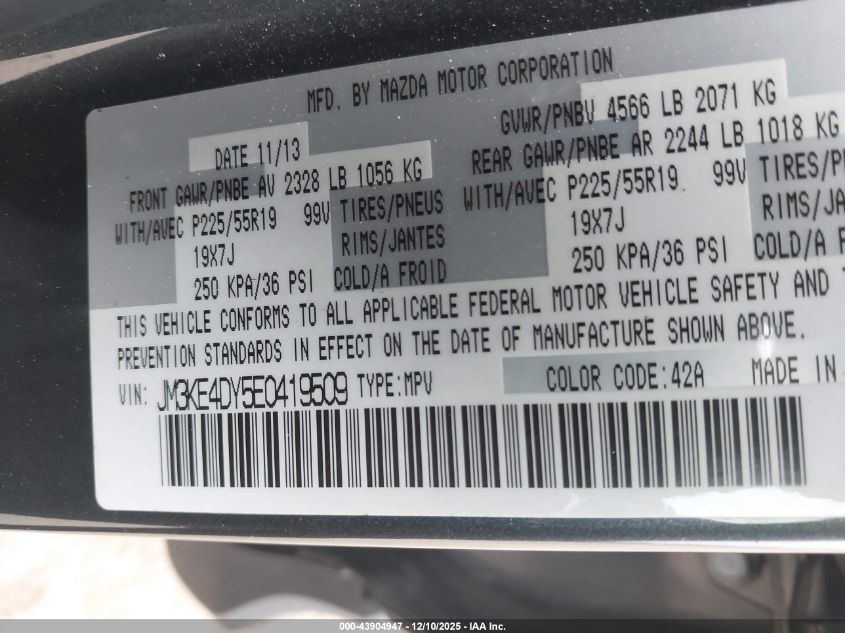 MFD. BY MAZDA MOTOR CORPORATION
DATE 11/13
GVWR/PNBV 4566 LB 2071 KG
FRONT GAWR/PNBE AV 2328 LB 1056 KG
REAR GAWR/PNBE AR 2244 LB 1018 KG
WITH/AVEC P225/55R19 99V TIRES/PNEUS
WITH/AVEC P225/55R19 99V TIRES/P
19X7J RIMS/JANTES
19X7J RIMS/JA
250 KPA/36 PSI COLD/A FROID
250 KPA/36 PSI COLD/A F
THIS VEHICLE CONFORMS TO ALL APPLICABLE FEDERAL MOTOR VEHICLE SAFETY AND T
PREVENTION STANDARDS IN EFFECT ON THE DATE OF MANUFACTURE SHOWN ABOVE.
VIN: JM3KE4DY5E0419509 TYPE:MPV COLOR CODE:42A MADE IN
000-43904947 - 12/10/2025 - IAA Inc.